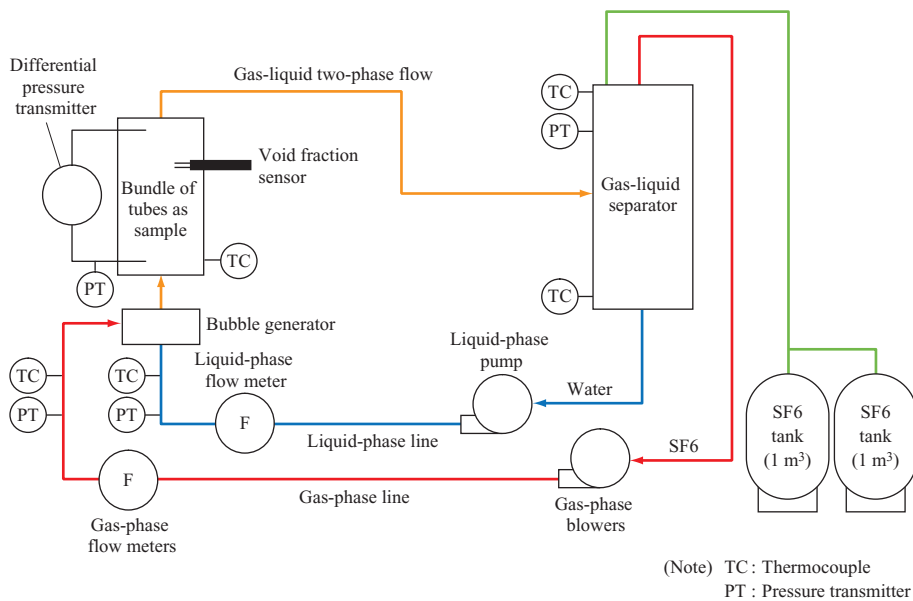 Differential
pressure
transmitter
Gas-liquid two-phase flow
TC
PT
Void fraction
sensor
Bundle of
tubes as
sample
Gas-liquid
separator
TC
PT
TC
Bubble generator
Liquid-phase
flow meter
Liquid-phase
pump
TC
PT
TC
PT
F
Water
Liquid-phase line
SF6
tank
(1 m³)
SF6
tank
(1 m³)
SF6
F
Gas-phase line
Gas-phase
flow meters
Gas-phase
blowers
(Note) TC : Thermocouple
PT : Pressure transmitter